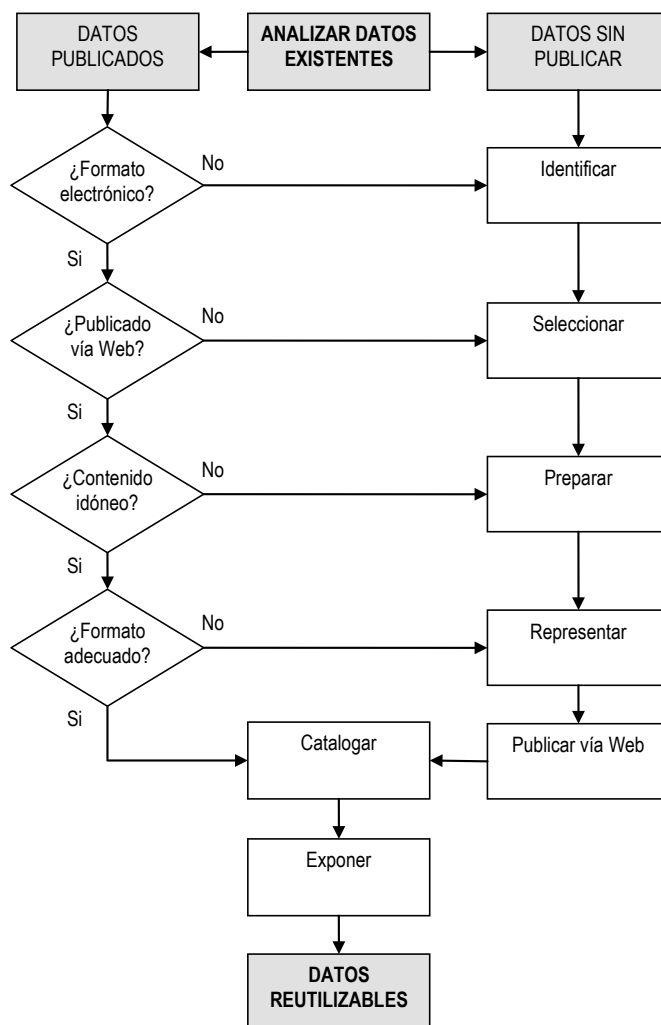 DATOS
PUBLICADOS
ANALIZAR DATOS
EXISTENTES
DATOS SIN
PUBLICAR
¿Formato
electrónico?
No
Identificar
Si
¿Publicado
vía Web?
No
Seleccionar
Si
¿Contenido
idóneo?
No
Preparar
Si
¿Formato
adecuado?
No
Representar
Si
Catalogar
Publicar vía Web
Exponer
DATOS
REUTILIZABLES